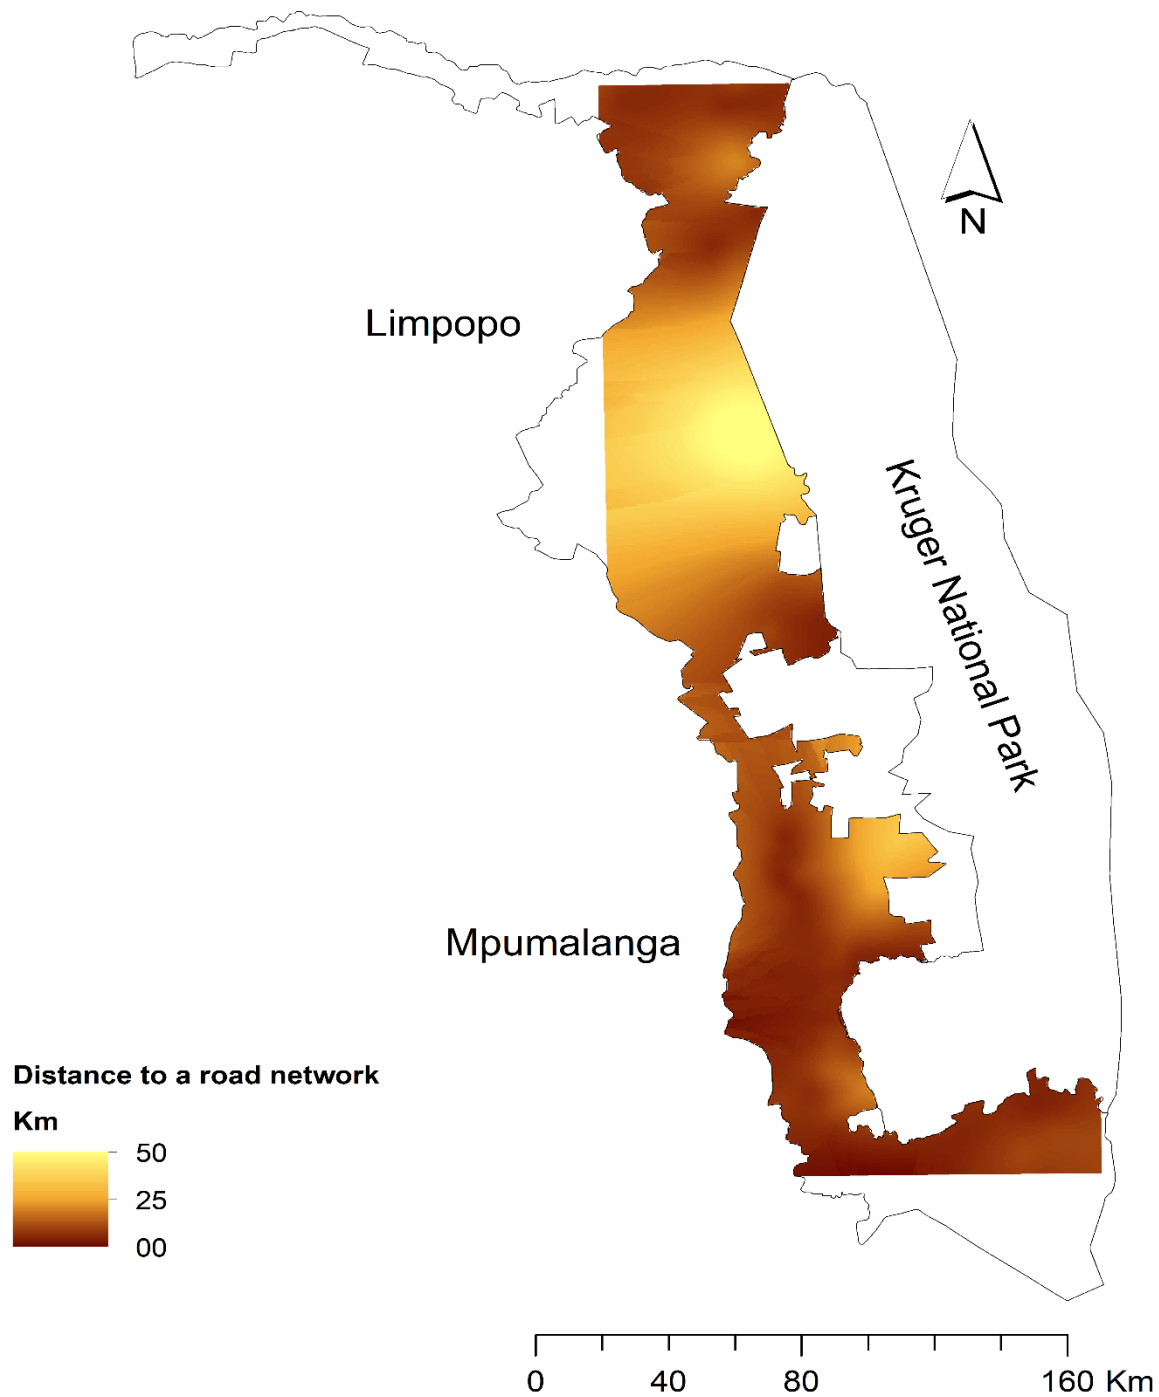 N
Limpopo
Kruger National Park
Mpumalanga
Distance to a road network
Km
50
25
00
0 40 80 160 Km